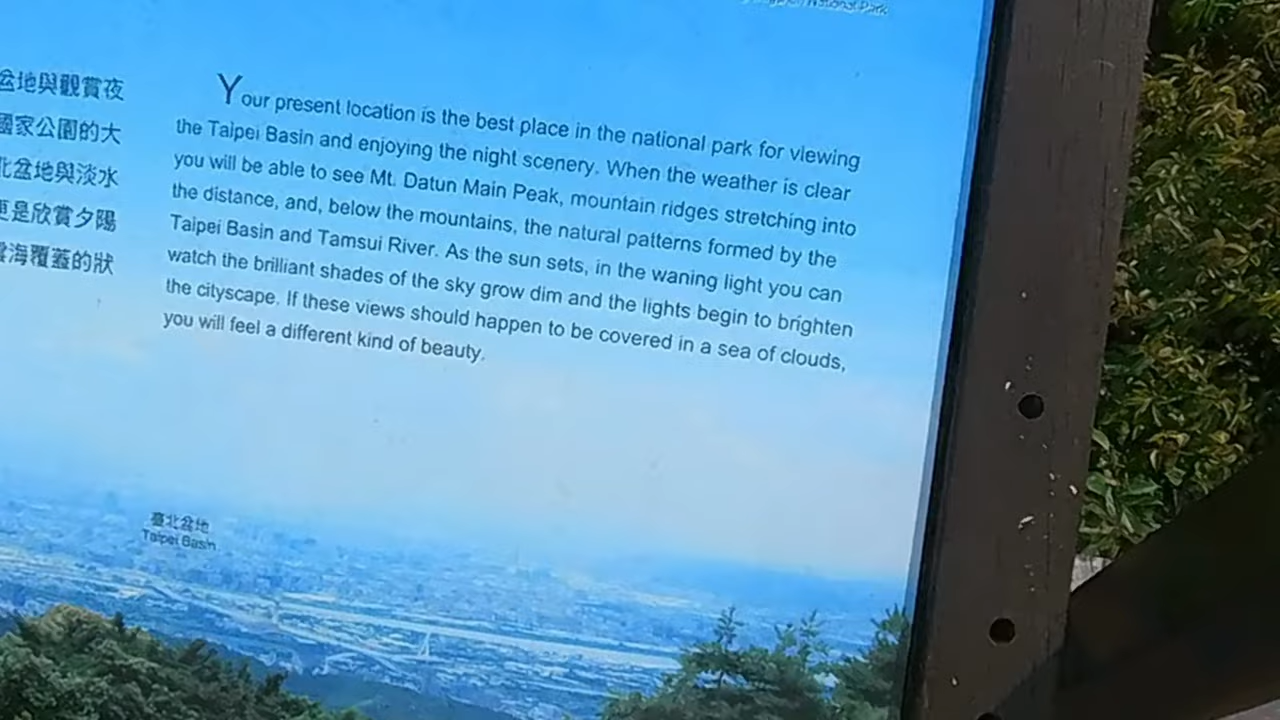 National Park
盆地與觀賞夜
國家公園的大
北盆地與淡水
更是欣賞夕陽
雲海覆蓋的狀
Your present location is the best place in the national park for viewing
the Taipei Basin and enjoying the night scenery. When the weather is clear
you will be able to see Mt. Datun Main Peak, mountain ridges stretching into
the distance, and, below the mountains, the natural patterns formed by the
Taipei Basin and Tamsui River. As the sun sets, in the waning light you can
watch the brilliant shades of the sky grow dim and the lights begin to brighten
the cityscape. If these views should happen to be covered in a sea of clouds,
you will feel a different kind of beauty.
臺北盆地
Taipei Basin